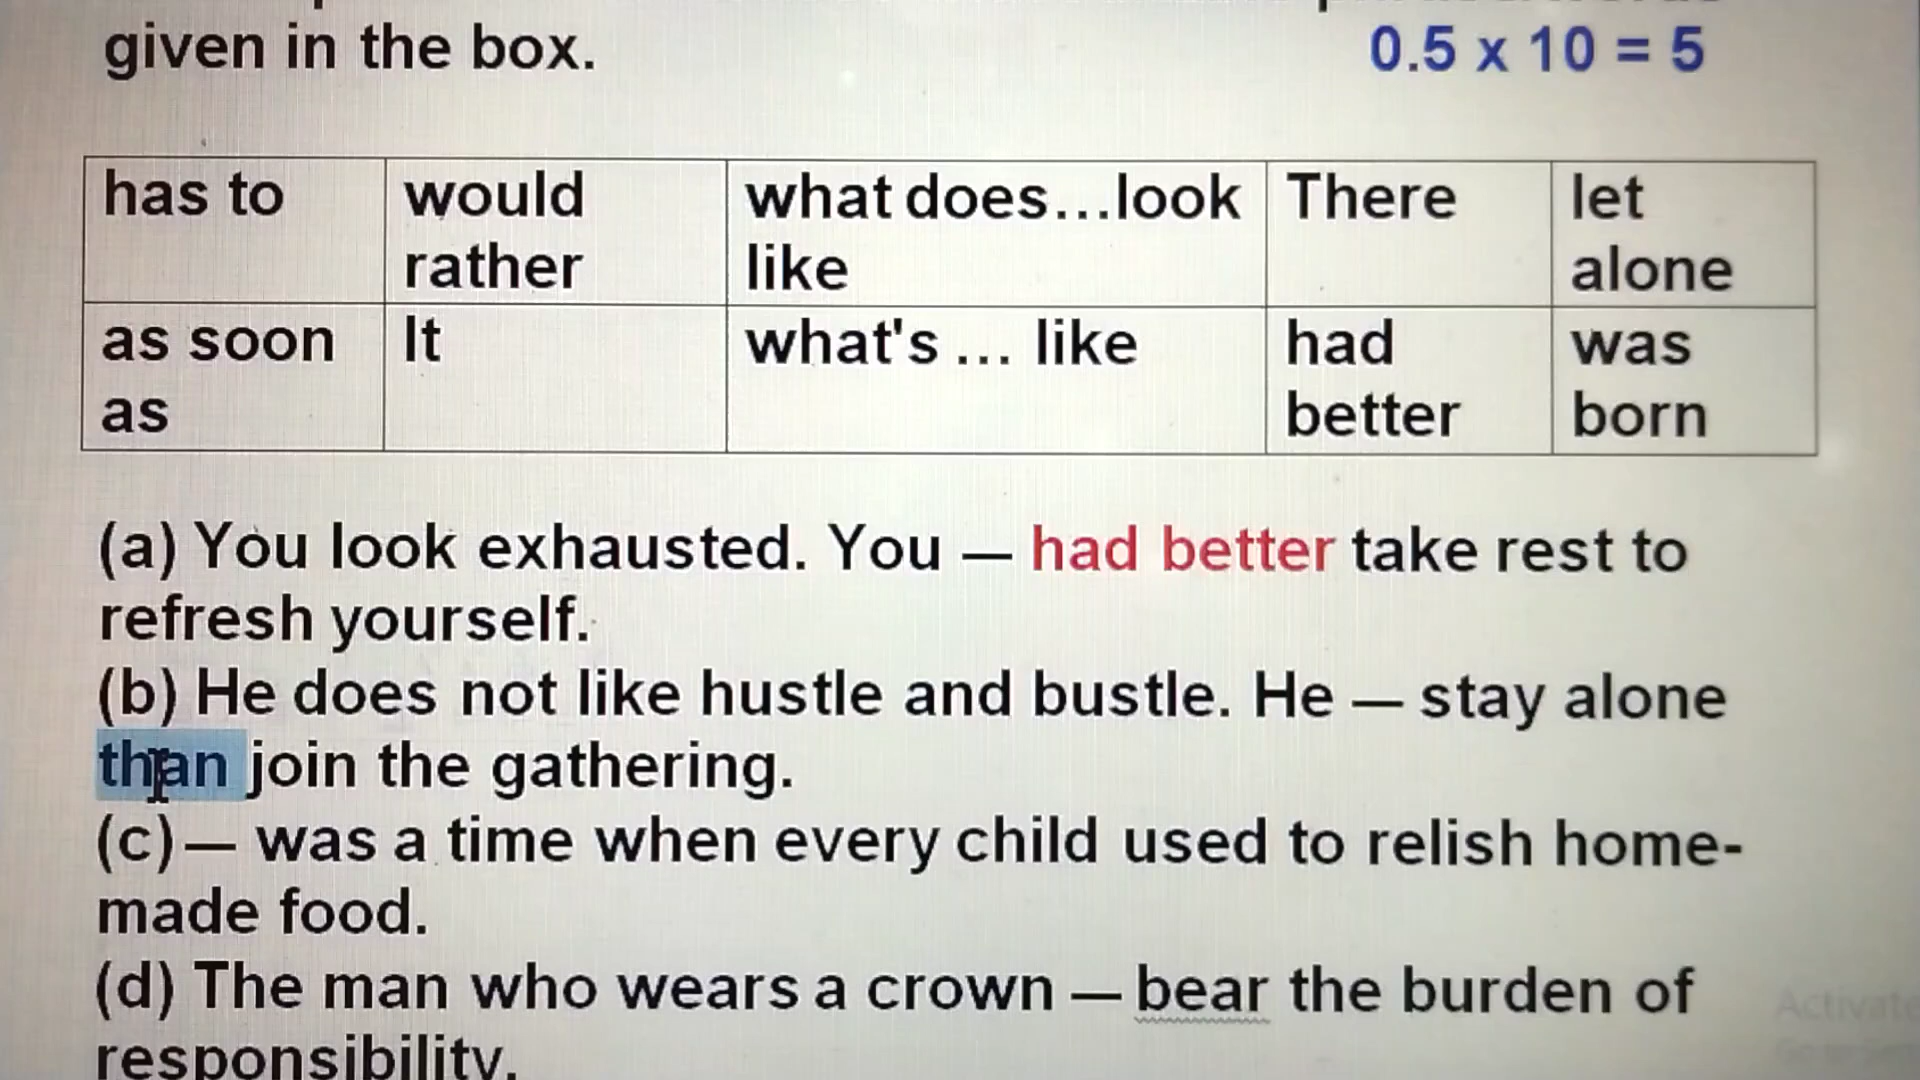 given in the box. 0.5 x 10 = 5
has to would rather what does...look like There let alone
as soon as It what's ... like had better was born
(a) You look exhausted. You — had better take rest to
refresh yourself.
(b) He does not like hustle and bustle. He — stay alone
than join the gathering.
(c) — was a time when every child used to relish home-
made food.
(d) The man who wears a crown — bear the burden of
responsibility.
Activate